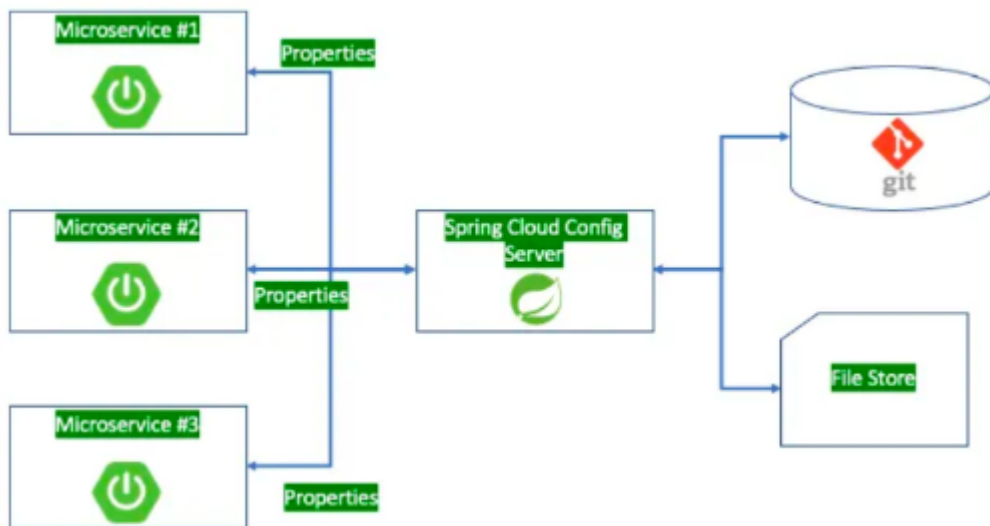 Microservice #1
Properties
git
Microservice #2
Spring Cloud Config
Server
Properties
File Store
Microservice #3
Properties